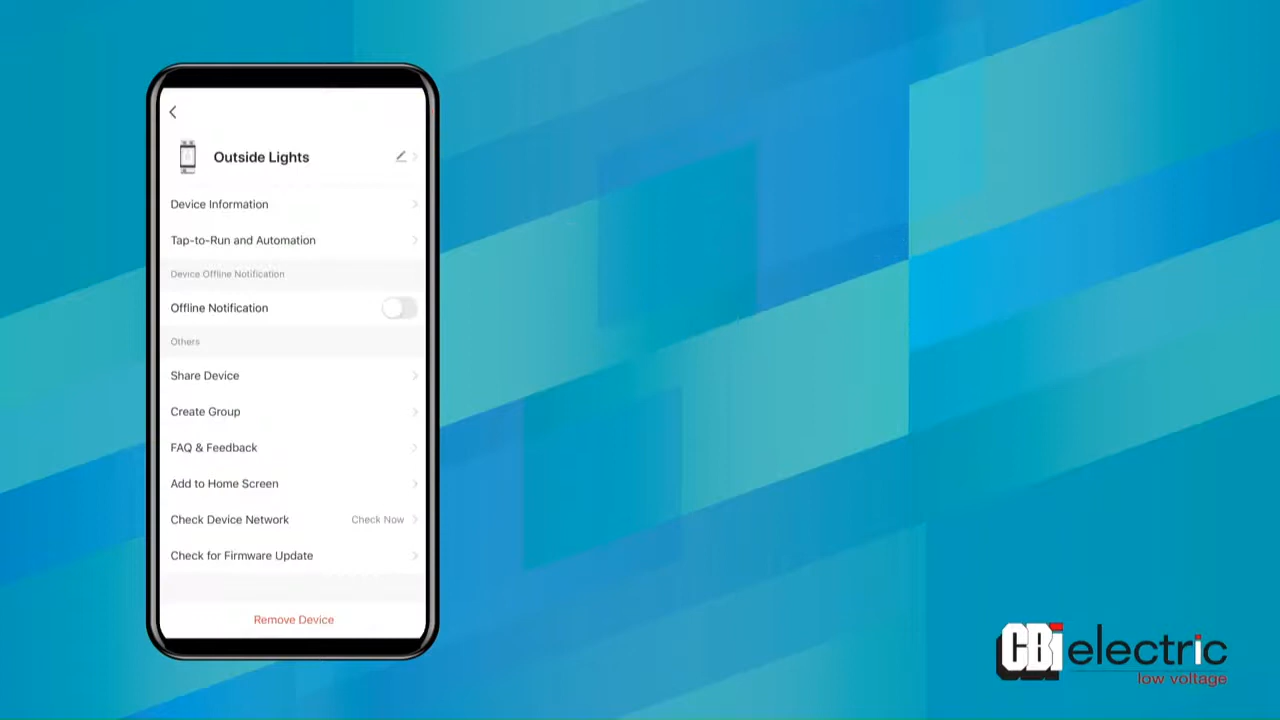 Outside Lights
Device Information
Tap-to-Run and Automation
Device Offline Notification
Offline Notification
Others
Share Device
Create Group
FAQ & Feedback
Add to Home Screen
Check Device Network Check Now
Check for Firmware Update
Remove Device
CBi electric
low voltage